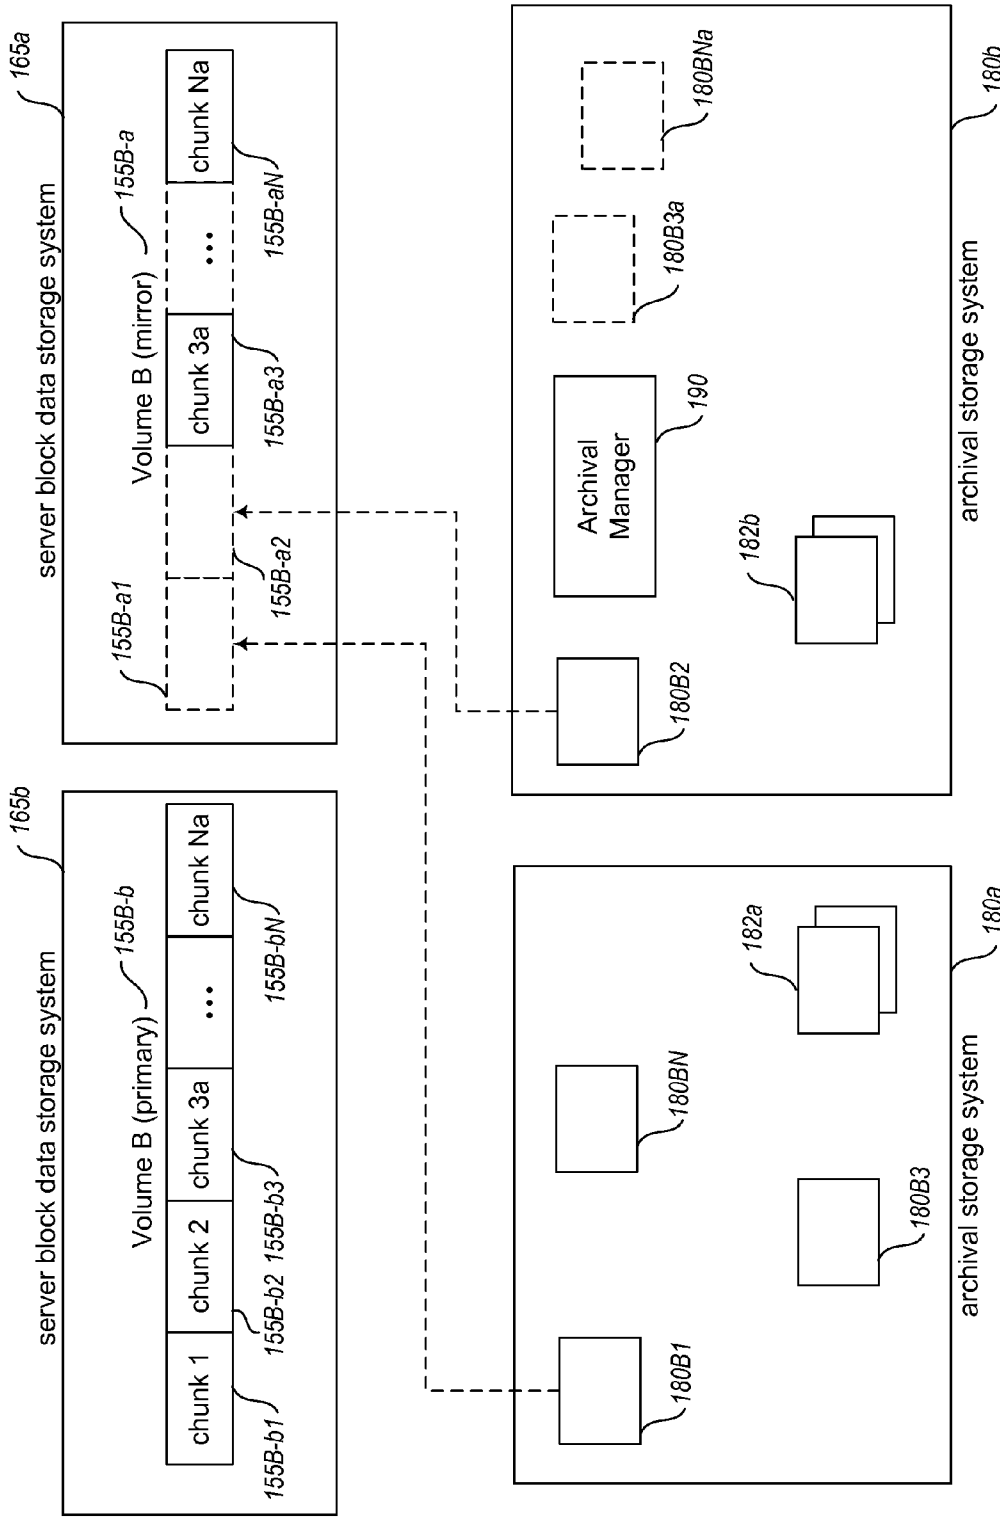 server block data storage system
165b
Volume B (primary)
155B-b
chunk 1
chunk 2
chunk 3a
...
chunk Na
155B-b1
155B-b2
155B-b3
155B-bN
server block data storage system
165a
Volume B (mirror)
155B-a
155B-a1
chunk 3a
...
chunk Na
155B-a2
155B-a3
155B-aN
180B1
180BN
180B3
182a
archival storage system
180a
180B2
Archival
Manager
190
180B3a
180BNa
182b
archival storage system
180b